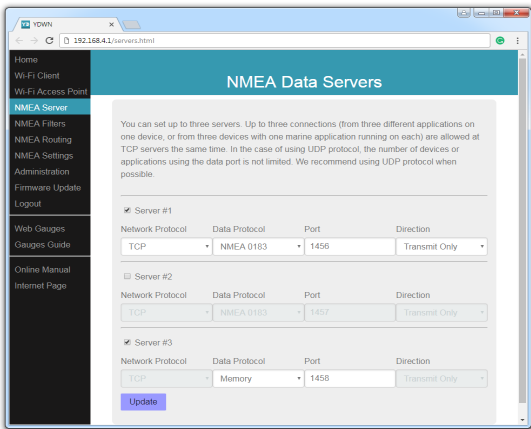 YDWN
192.168.4.1/servers.html
Home
Wi-Fi Client
Wi-Fi Access Point
NMEA Server
NMEA Filters
NMEA Routing
NMEA Settings
Administration
Firmware Update
Logout
Web Gauges
Gauges Guide
Online Manual
Internet Page
NMEA Data Servers
You can set up to three servers. Up to three connections (from three different applications on
one device, or from three devices with one marine application running on each) are allowed at
TCP servers the same time. In the case of using UDP protocol, the number of devices or
applications using the data port is not limited. We recommend using UDP protocol when
possible.
Server #1
Network Protocol Data Protocol Port Direction
TCP NMEA 0183 1456 Transmit Only
Server #2
Network Protocol Data Protocol Port Direction
TCP NMEA 0183 1457 Transmit Only
Server #3
Network Protocol Data Protocol Port Direction
TCP Memory 1458 Transmit Only
Update